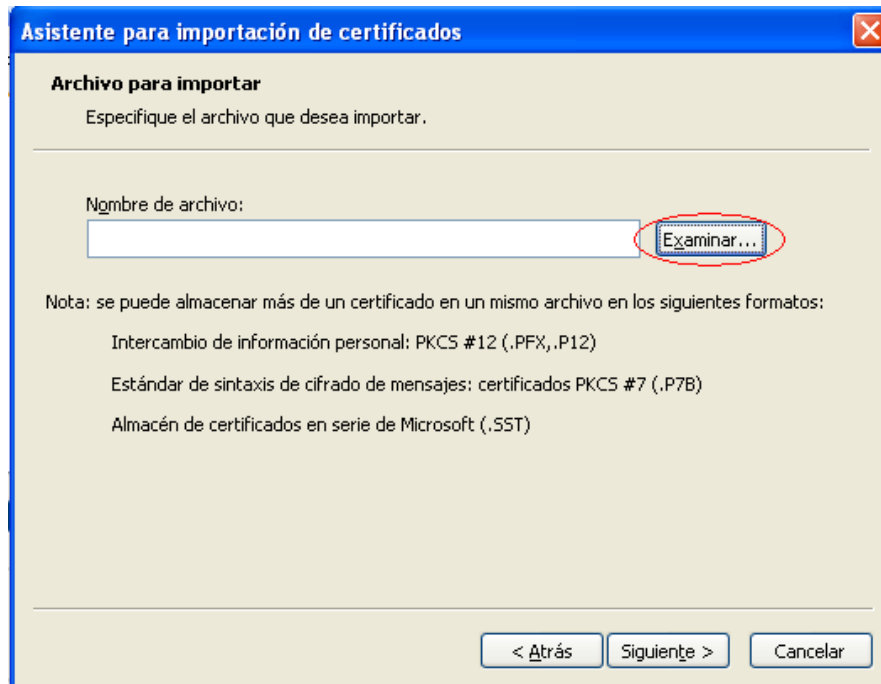 Asistente para importación de certificados
Archivo para importar
Especifique el archivo que desea importar.
Nombre de archivo:
Examinar...
Nota: se puede almacenar más de un certificado en un mismo archivo en los siguientes formatos:
Intercambio de información personal: PKCS #12 (.PFX,.P12)
Estándar de sintaxis de cifrado de mensajes: certificados PKCS #7 (.P7B)
Almacén de certificados en serie de Microsoft (.SST)
< Atrás Siguiente > Cancelar